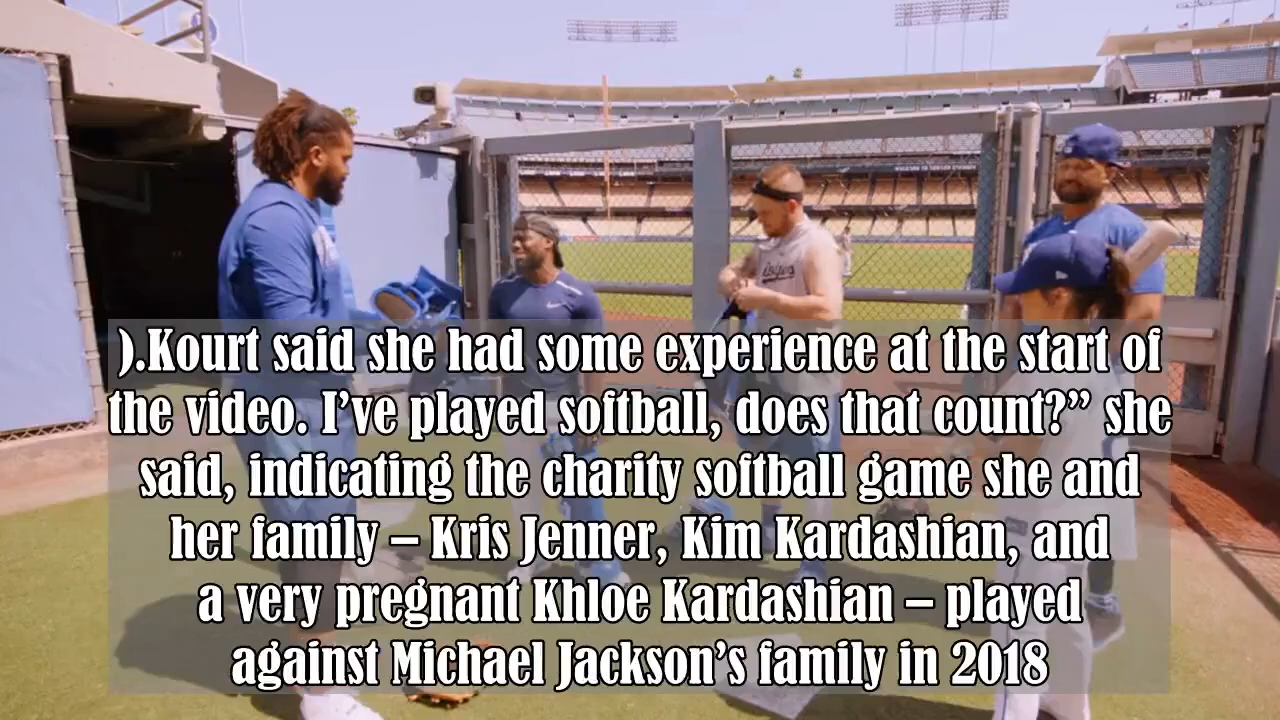 ).Kourt said she had some experience at the start of
the video. I’ve played softball, does that count?” she
said, indicating the charity softball game she and
her family – Kris Jenner, Kim Kardashian, and
a very pregnant Khloe Kardashian – played
against Michael Jackson’s family in 2018